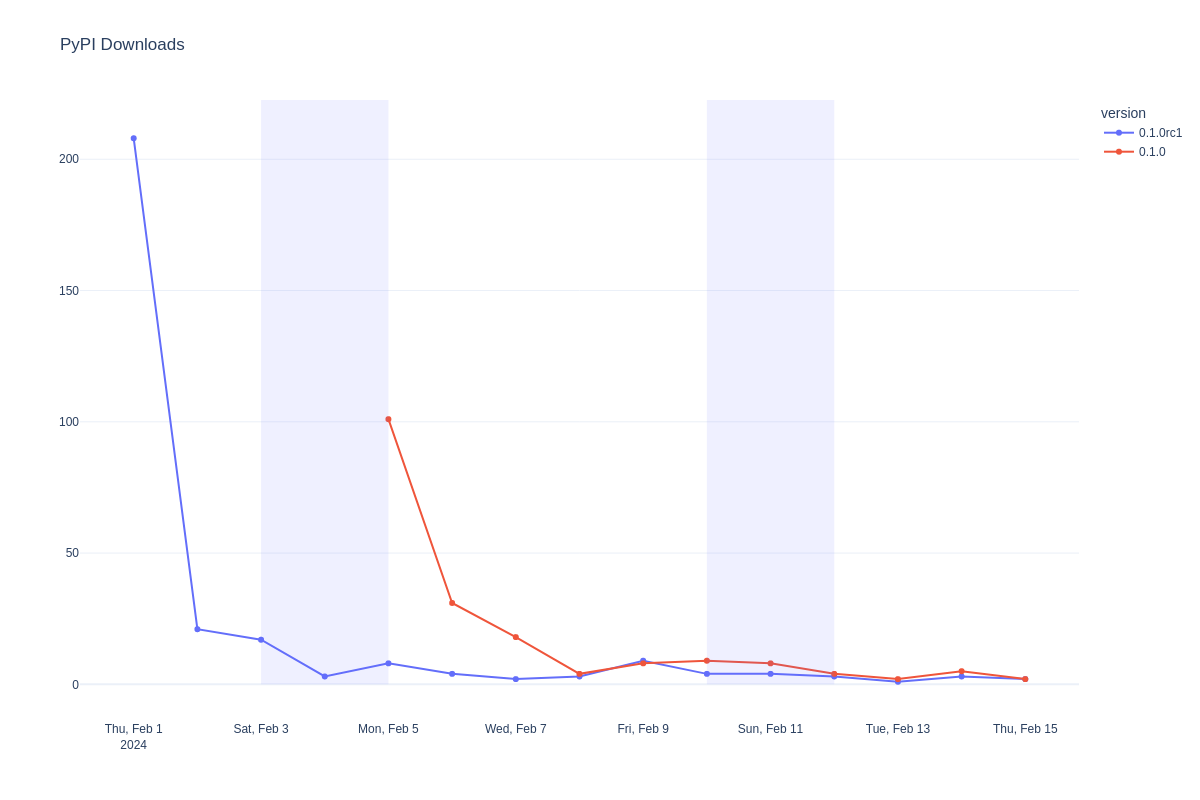 PyPI Downloads
version
0.1.0rc1
0.1.0
200
150
100
50
0
Thu, Feb 1
2024
Sat, Feb 3
Mon, Feb 5
Wed, Feb 7
Fri, Feb 9
Sun, Feb 11
Tue, Feb 13
Thu, Feb 15